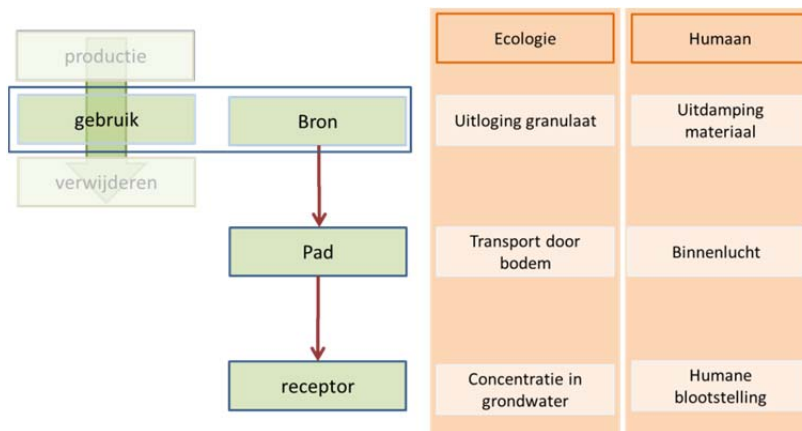 productie
gebruik
verwijderen
Bron
Pad
receptor
Ecologie
Uitloging granulaat
Transport door
bodem
Concentratie in
grondwater
Humaan
Uitdamping
materiaal
Binnenlucht
Humane
blootstelling